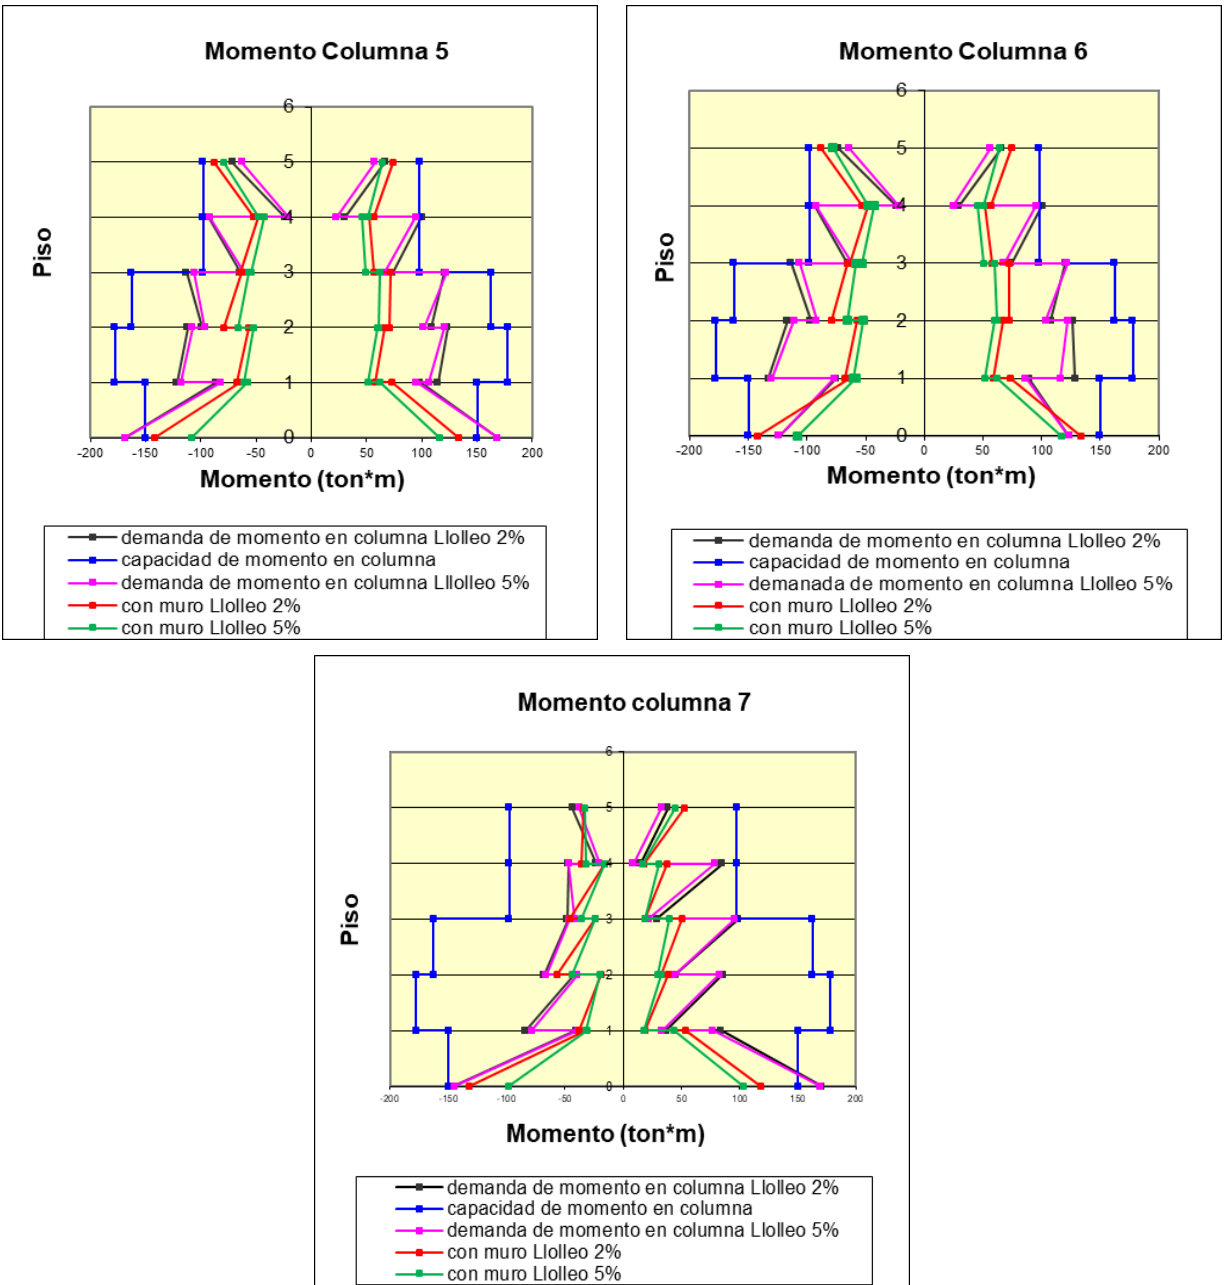 Momento Columna 5
6
5
4
3
2
1
0
-200 -150 -100 -50 0 50 100 150 200
Piso
Momento (ton*m)
demanda de momento en columna Llolleo 2%
capacidad de momento en columna
demanda de momento en columna Lllolleo 5%
con muro Llolleo 2%
con muro Llolleo 5%
Momento Columna 6
6
5
4
3
2
1
0
-200 -150 -100 -50 0 50 100 150 200
Piso
Momento (ton*m)
demanda de momento en columna Llolleo 2%
capacidad de momento en columna
demanada de momento en columna Llolleo 5%
con muro Llolleo 2%
con muro Llolleo 5%
Momento columna 7
6
5
4
3
2
1
0
-200 -150 -100 -50 0 50 100 150 200
Piso
Momento (ton*m)
demanda de momento en columna Llolleo 2%
capacidad de momento en columna
demanda de momento en columna Llolleo 5%
con muro Llolleo 2%
con muro Llolleo 5%